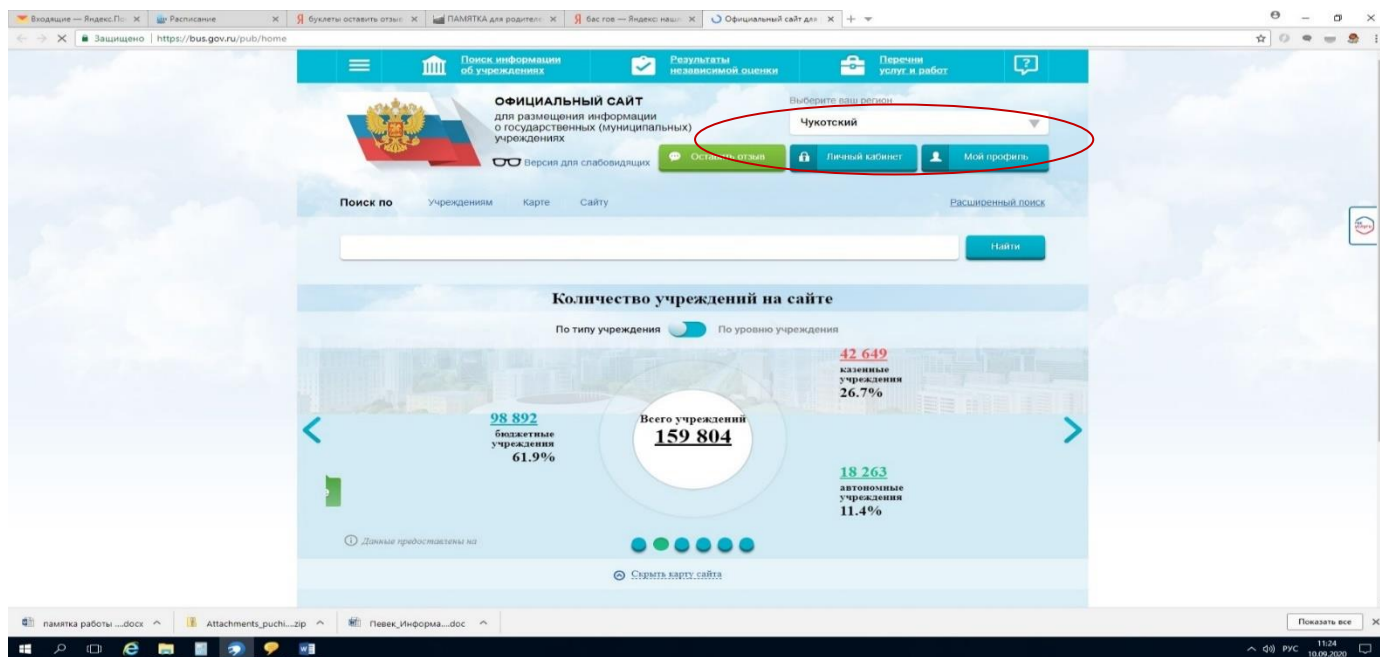 Входящие — Яндекс.По
Расписание
буклеты оставить отзыв
ПАМЯТКА для родителе
бас гов — Яндекс: наш
Официальный сайт для
Защищено | https://bus.gov.ru/pub/home
Поиск информации
об учреждениях
Результаты
независимой оценки
Перечни
услуг и работ
ОФИЦИАЛЬНЫЙ САЙТ
для размещения информации
о государственных (муниципальных)
учреждениях
Версия для слабовидящих
Выберите ваш регион
Чукотский
Оставить отзыв
Личный кабинет
Мой профиль
Поиск по Учреждениям Карте Сайту
Расширенный поиск
Найти
Количество учреждений на сайте
По типу учреждения
По уровню учреждения
42 649
казенные
учреждения
26.7%
98 892
бюджетные
учреждения
61.9%
Всего учреждений
159 804
18 263
автономные
учреждения
11.4%
Данные предоставлены на
Скрыть карту сайта
памятка работы ....docx
Attachments_puchi....zip
Певек_Информа....doc
Показать все
РУС
11:24
10.09.2020